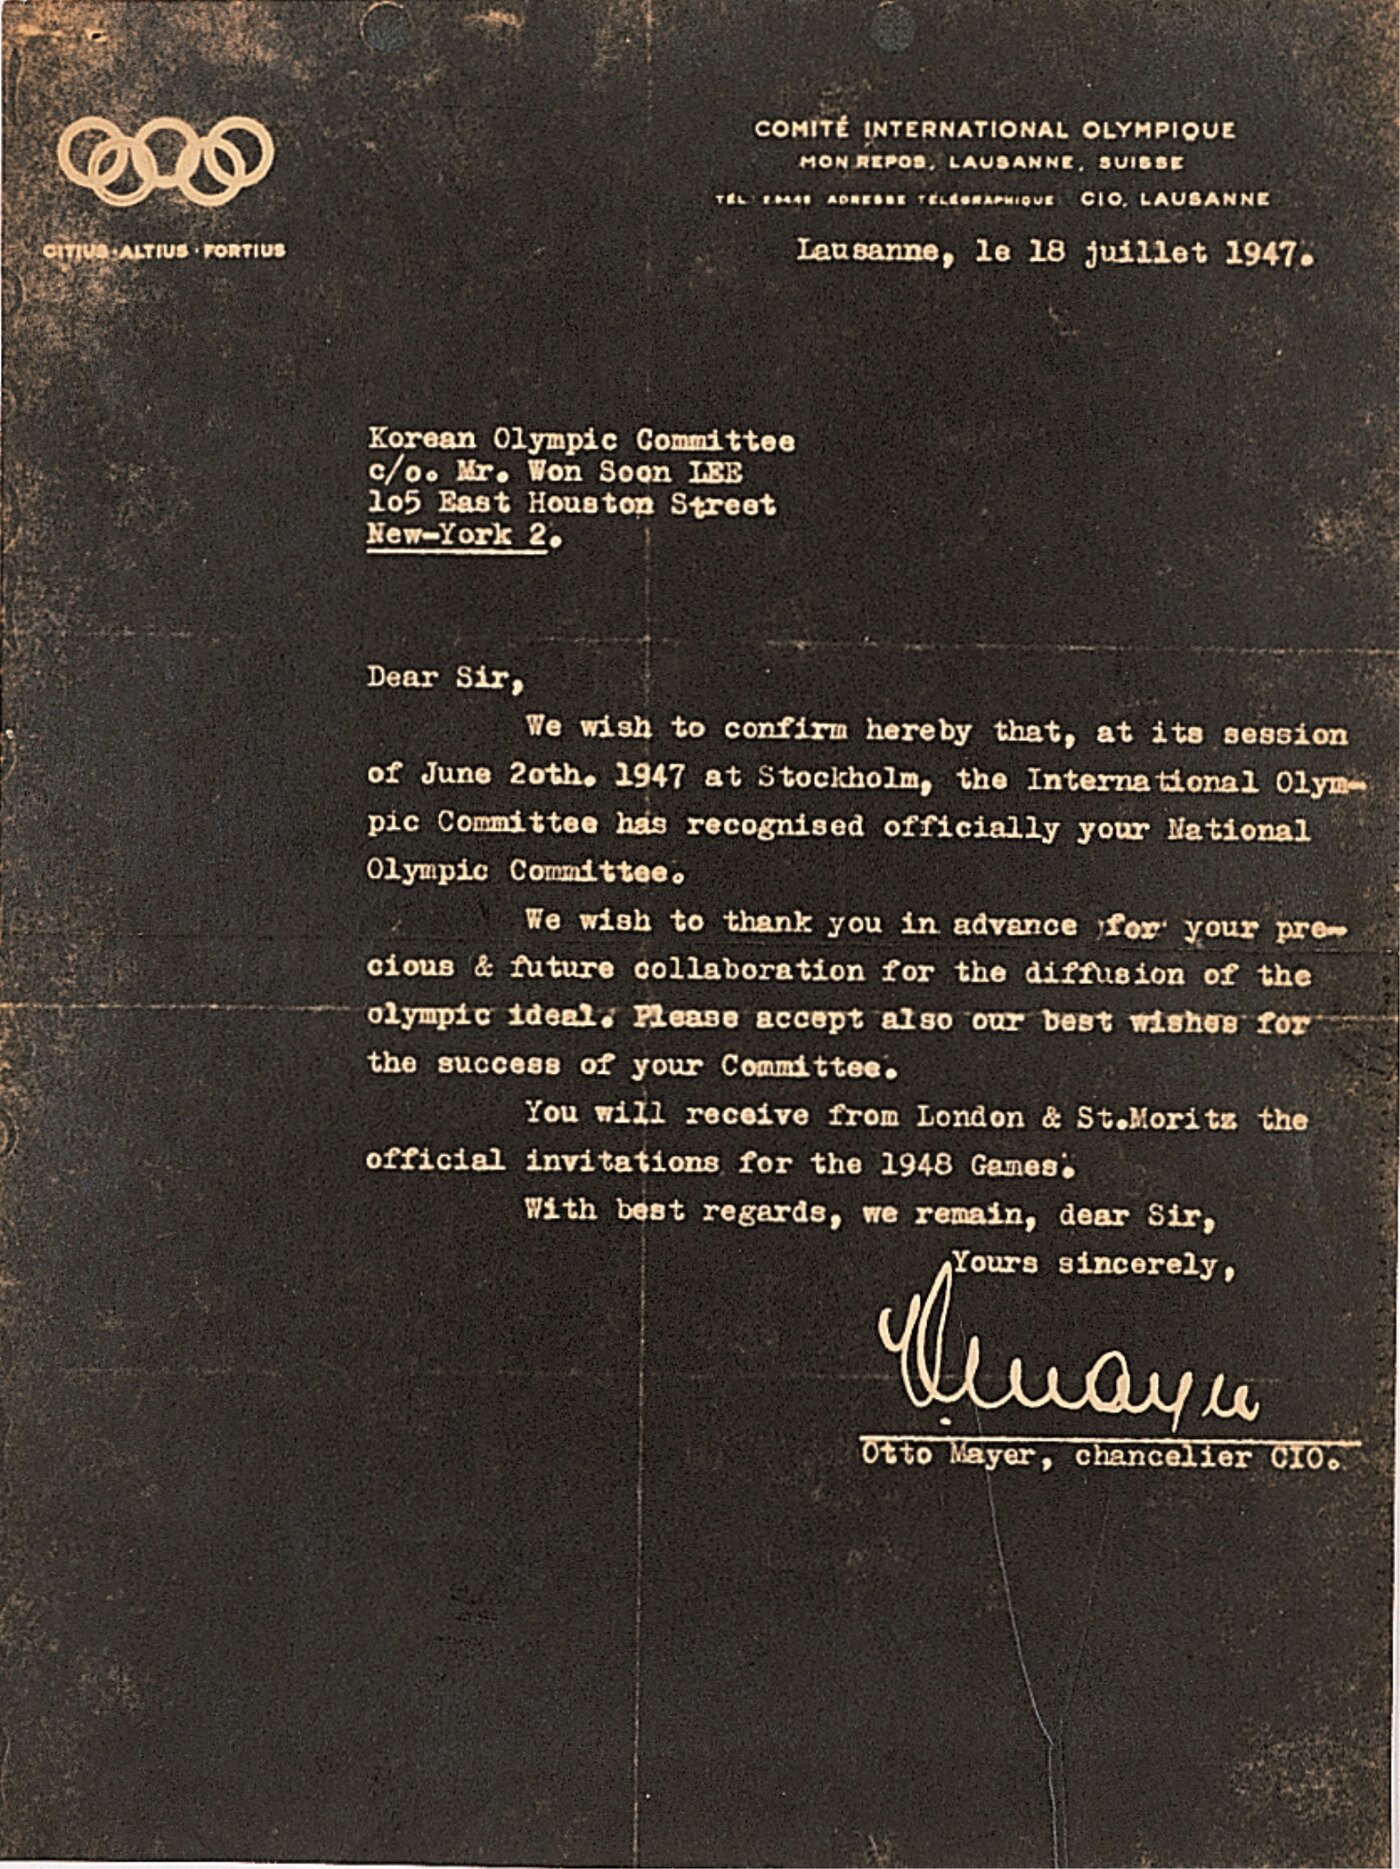 COMITÉ INTERNATIONAL OLYMPIQUE
MON REPOS, LAUSANNE, SUISSE
TÉL. ADRESSE TÉLÉGRAPHIQUE CIO, LAUSANNE
CITIUS · ALTIUS · FORTIUS
Lausanne, le 18 juillet 1947.
Korean Olympic Committee
c/o. Mr. Won Soon LEE
1o5 East Houston Street
New-York 2.
Dear Sir,
We wish to confirm hereby that, at its session
of June 2oth. 1947 at Stockholm, the International Olym-
pic Committee has recognised officially your National
Olympic Committee.
We wish to thank you in advance for your pre-
cious & future collaboration for the diffusion of the
olympic ideal. Please accept also our best wishes for
the success of your Committee.
You will receive from London & St.Moritz the
official invitations for the 1948 Games.
With best regards, we remain, dear Sir,
Yours sincerely,
Otto Mayer, chancelier CIO.